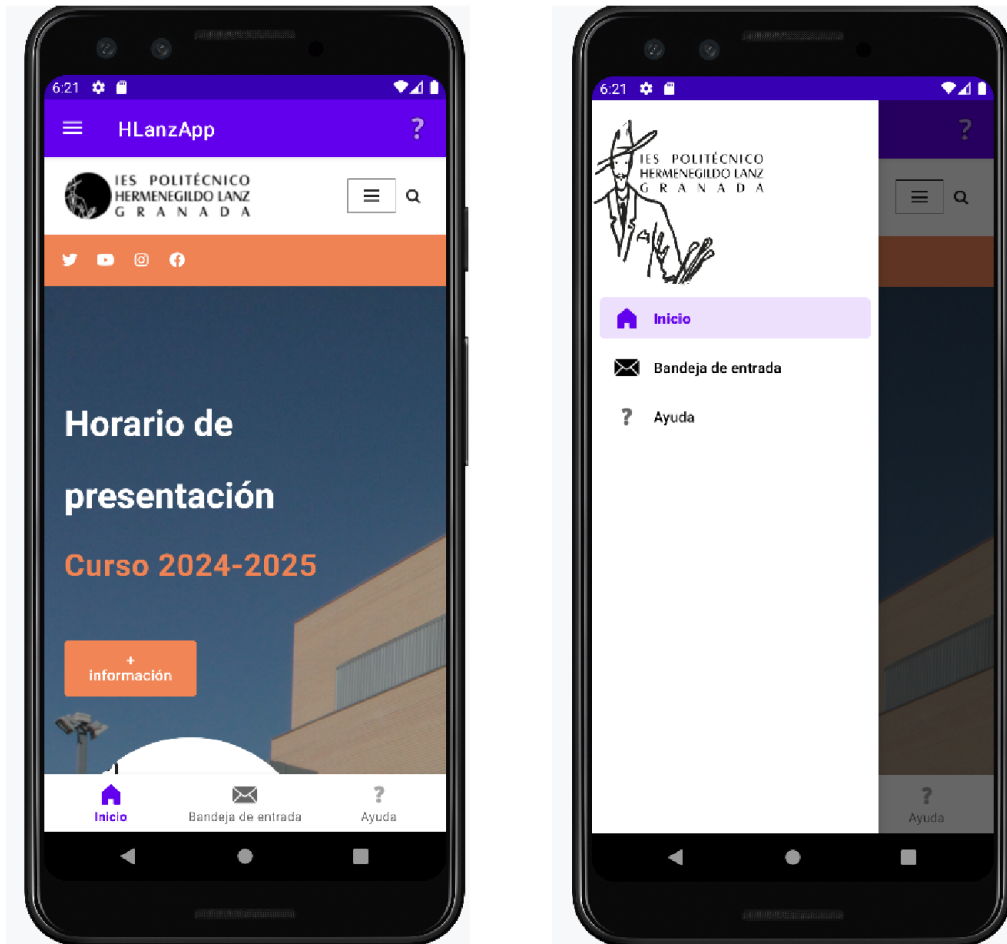 6:21
HLanzApp
?
IES POLITÉCNICO
HERMENEGILDO LANZ
GRANADA
Horario de
presentación
Curso 2024-2025
+
información
Inicio
Bandeja de entrada
?
Ayuda
6:21
?
IES POLITÉCNICO
HERMENEGILDO LANZ
GRANADA
Inicio
Bandeja de entrada
?
Ayuda
?
Ayuda